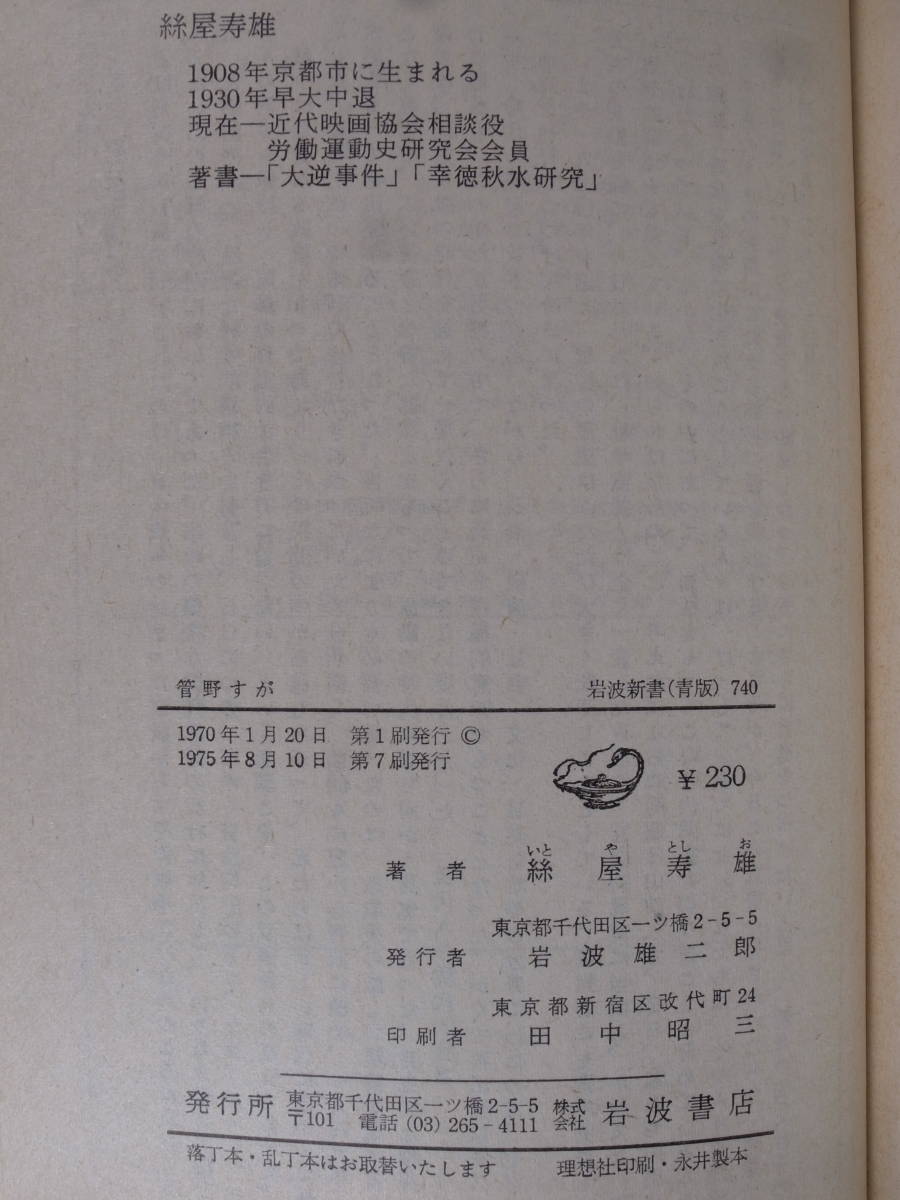 絲屋寿雄
1908年京都市に生まれる
1930年早大中退
現在―近代映画協会相談役
労働運動史研究会会員
著書―「大逆事件」「幸徳秋水研究」
管野すが 岩波新書(青版) 740
1970年1月20日 第1刷発行 ©
1975年8月10日 第7刷発行
¥230
いと や とし お
著者 絲屋寿雄
東京都千代田区一ツ橋2-5-5
発行者 岩波雄二郎
東京都新宿区改代町24
印刷者 田中昭三
発行所 東京都千代田区一ツ橋2-5-5 株式会社 岩波書店
〒101 電話 (03) 265-4111
落丁本・乱丁本はお取替いたします 理想社印刷・永井製本